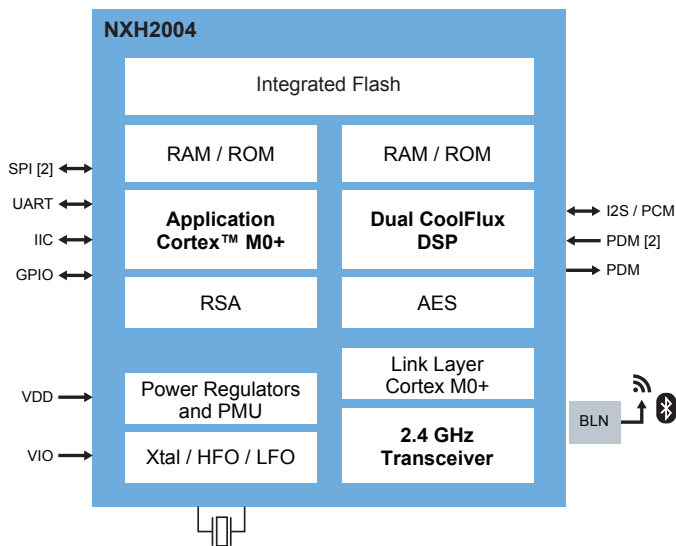 NXH2004
Integrated Flash
RAM / ROM
RAM / ROM
SPI [2]
UART
IIC
GPIO
Application
Cortex™ M0+
Dual CoolFlux
DSP
I2S / PCM
PDM [2]
PDM
RSA
AES
Link Layer
Cortex M0+
VDD
Power Regulators
and PMU
BLN
2.4 GHz
Transceiver
VIO
Xtal / HFO / LFO